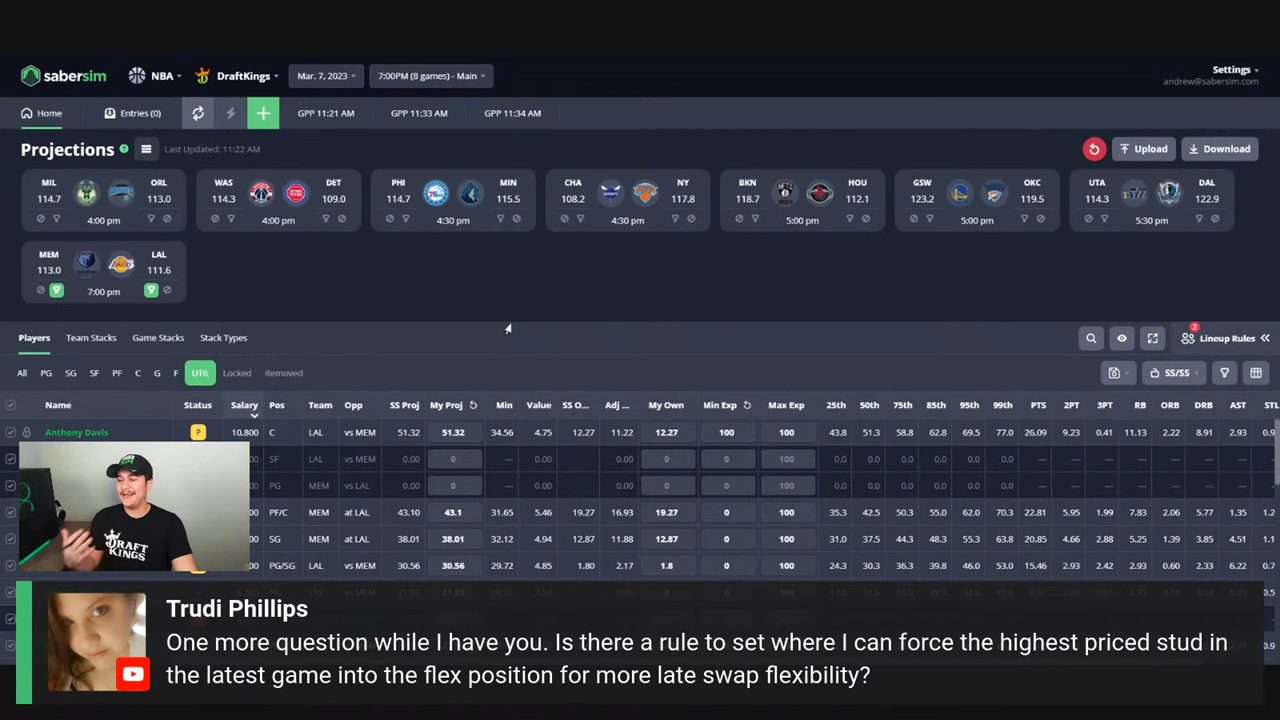 sabersim NBA DraftKings Mar. 7, 2023 7:00PM (8 games) - Main Settings
andrew@sabersim.com
Home Entries (0) + GPP 11:21 AM GPP 11:33 AM GPP 11:34 AM
Projections ? Last Updated: 11:22 AM Upload Download
MIL ORL WAS DET PHI MIN CHA NY BKN HOU GSW OKC UTA DAL
114.7 113.0 114.3 109.0 114.7 115.5 108.2 117.8 118.7 112.1 123.2 119.5 114.3 122.9
4:00 pm 4:00 pm 4:30 pm 4:30 pm 5:00 pm 5:00 pm 5:30 pm
MEM LAL
113.0 111.6
7:00 pm
Players Team Stacks Game Stacks Stack Types 2 Lineup Rules
All PG SG SF PF C G F UTIL Locked Removed SS/SS
Name Status Salary Pos Team Opp SS Proj My Proj Min Value SS O... Adj ... My Own Min Exp Max Exp 25th 50th 75th 85th 95th 99th PTS 2PT 3PT RB ORB DRB AST STL
Anthony Davis P 10,800 C LAL vs MEM 51.32 51.32 34.56 4.75 12.27 11.22 12.27 100 100 43.8 51.3 58.8 62.8 69.5 77.0 26.09 9.23 0.41 11.13 2.22 8.91 2.93 0.9
SF LAL vs MEM 0.00 0 — 0.00 0.00 0.00 0 0 100 0.0 0.0 0.0 0.0 0.0 0.0 — — — — — — —
PG MEM vs LAL 0.00 0 — 0.00 0.00 0.00 0 0 100 0.0 0.0 0.0 0.0 0.0 0.0 — — — — — — —
PF/C MEM at LAL 43.10 43.1 31.65 5.46 19.27 16.93 19.27 0 100 35.3 42.5 50.3 55.0 62.0 70.3 22.81 5.95 1.99 7.83 2.06 5.77 1.35 1.2
SG MEM at LAL 38.01 38.01 32.12 4.94 12.87 11.88 12.87 0 100 31.0 37.5 44.3 48.3 55.3 63.8 20.85 4.66 2.88 5.25 1.39 3.85 4.51 1.1
PG/SG LAL vs MEM 30.56 30.56 29.72 4.85 1.80 2.17 1.8 0 100 24.3 30.3 36.3 39.8 46.0 53.0 15.46 2.93 2.42 2.93 0.60 2.33 6.22 0.7
DRAFT
KINGS
Trudi Phillips
One more question while I have you. Is there a rule to set where I can force the highest priced stud in
the latest game into the flex position for more late swap flexibility?